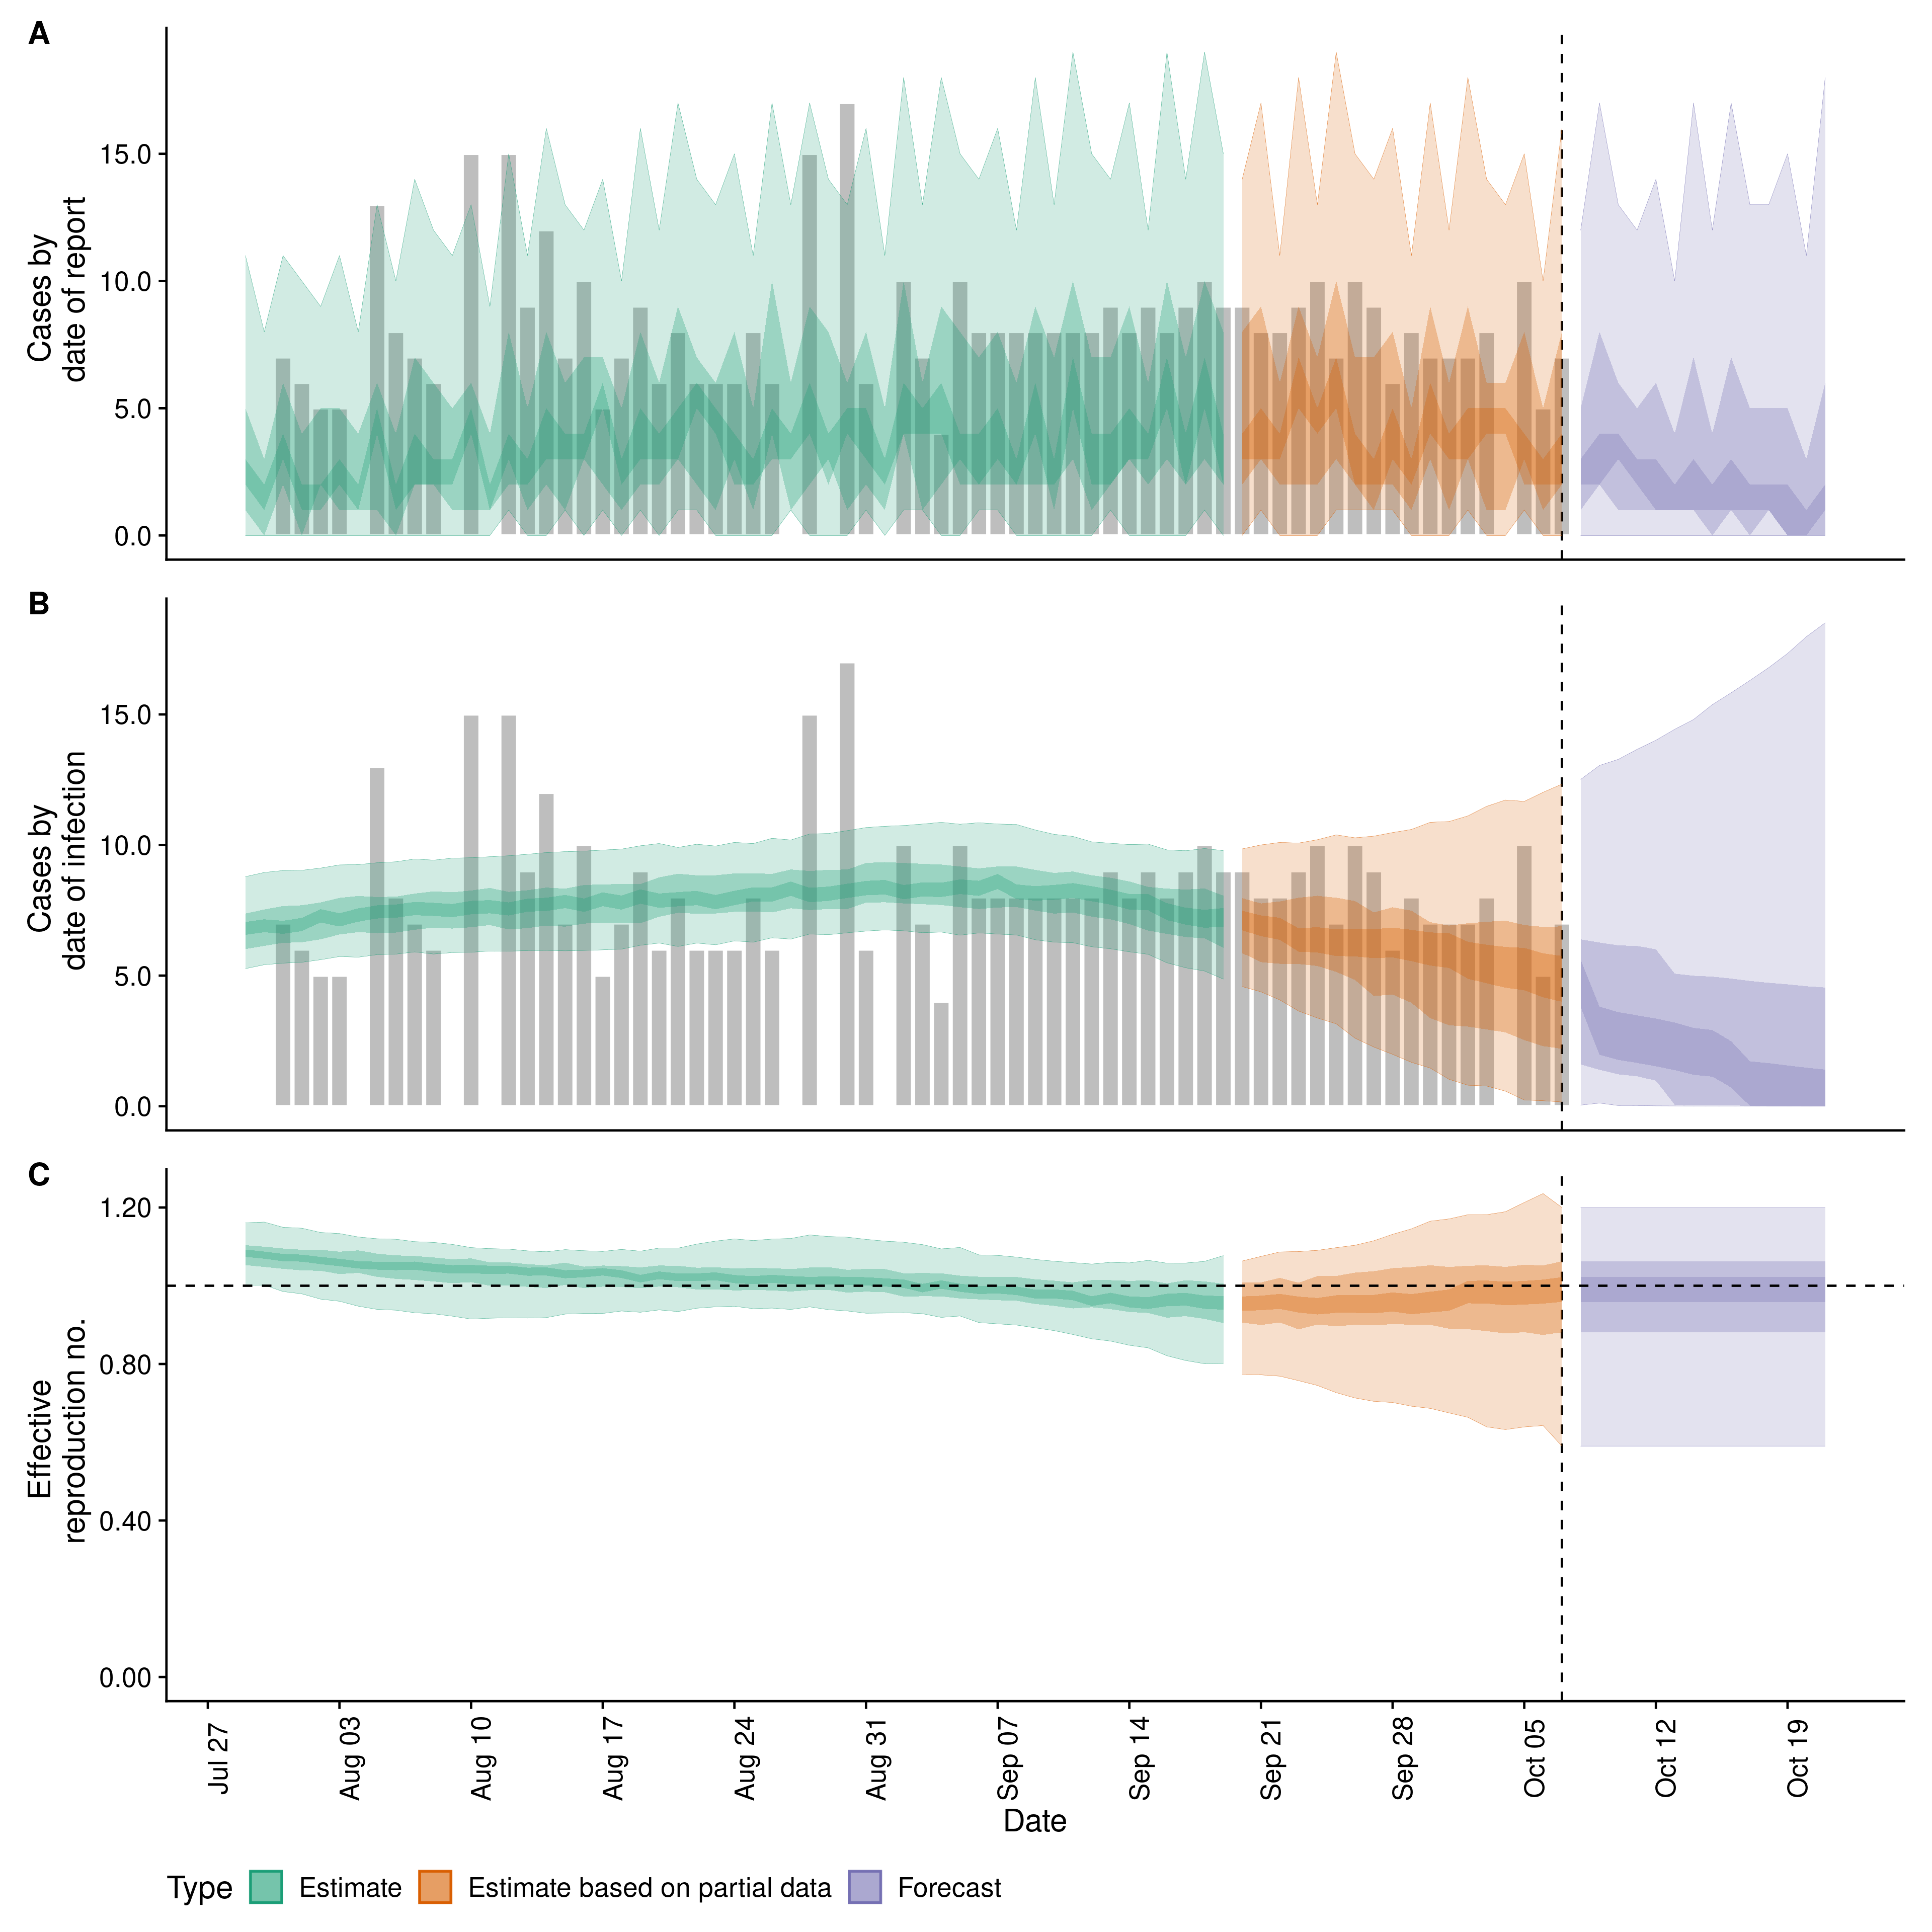 A
Cases by
date of report
15.0
10.0
5.0
0.0
B
Cases by
date of infection
15.0
10.0
5.0
0.0
C
Effective
reproduction no.
1.20
0.80
0.40
0.00
Jul 27
Aug 03
Aug 10
Aug 17
Aug 24
Aug 31
Sep 07
Sep 14
Sep 21
Sep 28
Oct 05
Oct 12
Oct 19
Date
Type Estimate Estimate based on partial data Forecast